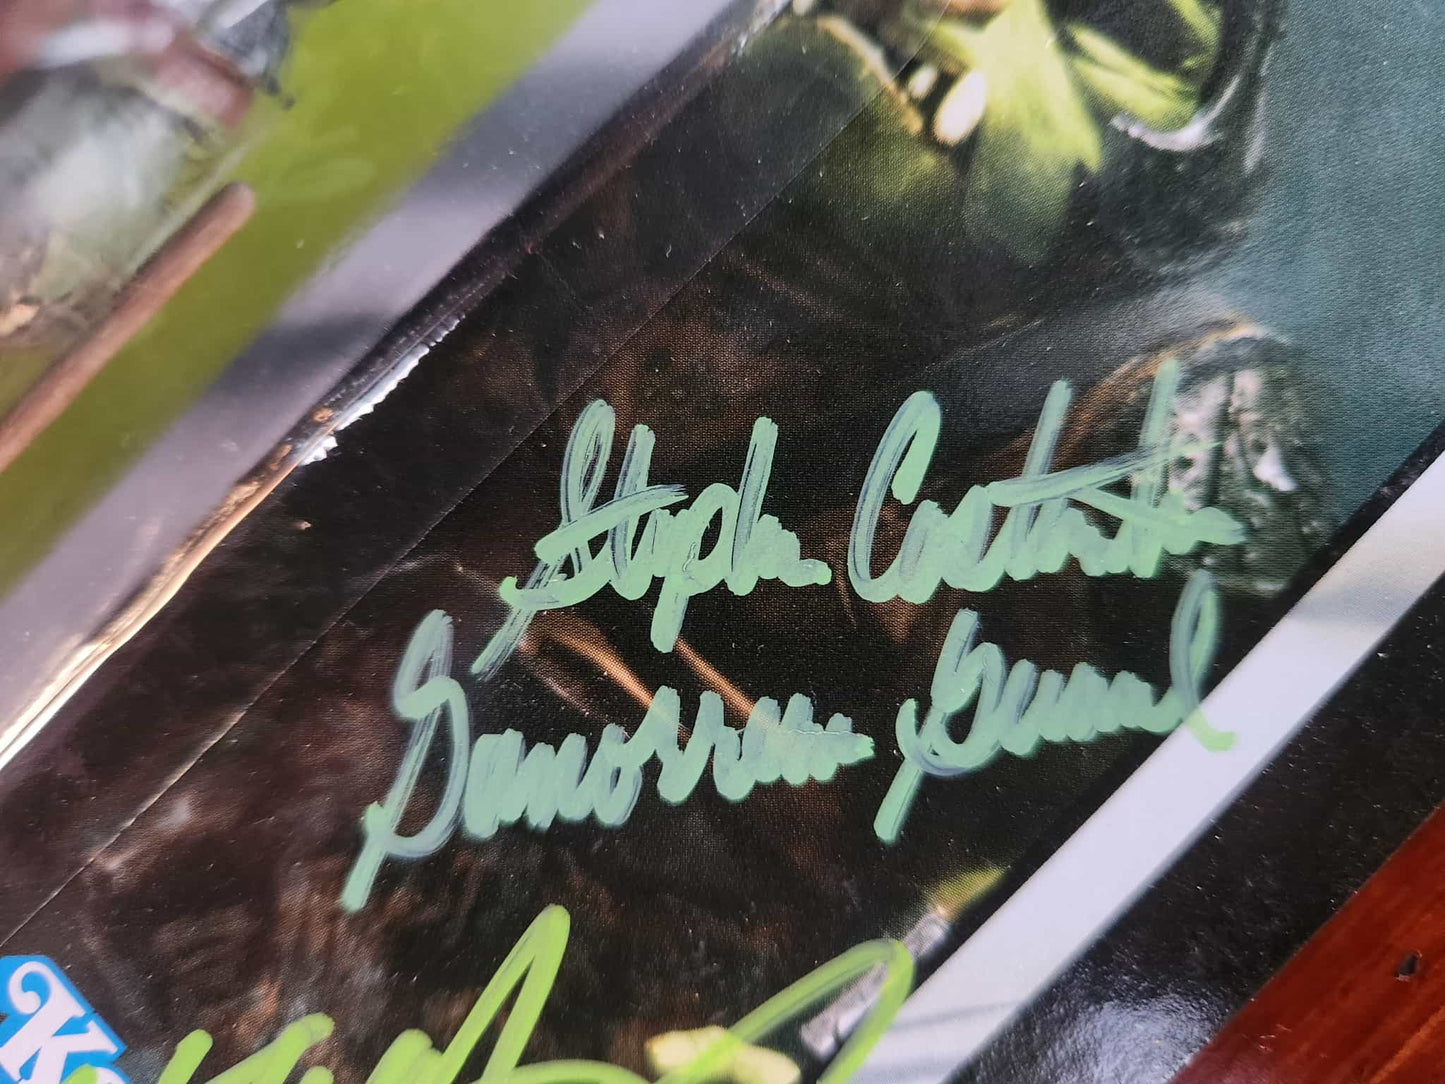 Stephen Costantino
Gamorrean Guard
K